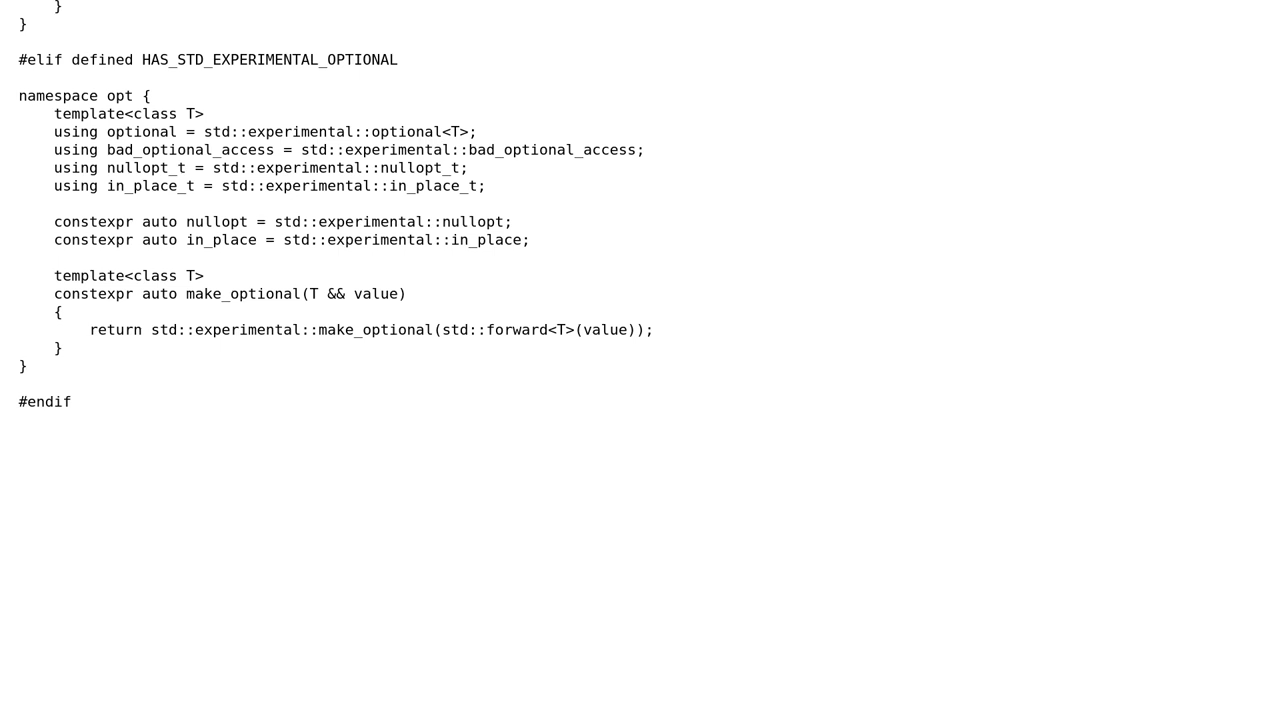 }
}

#elif defined HAS_STD_EXPERIMENTAL_OPTIONAL

namespace opt {
    template<class T>
    using optional = std::experimental::optional<T>;
    using bad_optional_access = std::experimental::bad_optional_access;
    using nullopt_t = std::experimental::nullopt_t;
    using in_place_t = std::experimental::in_place_t;

    constexpr auto nullopt = std::experimental::nullopt;
    constexpr auto in_place = std::experimental::in_place;

    template<class T>
    constexpr auto make_optional(T && value)
    {
        return std::experimental::make_optional(std::forward<T>(value));
    }
}

#endif